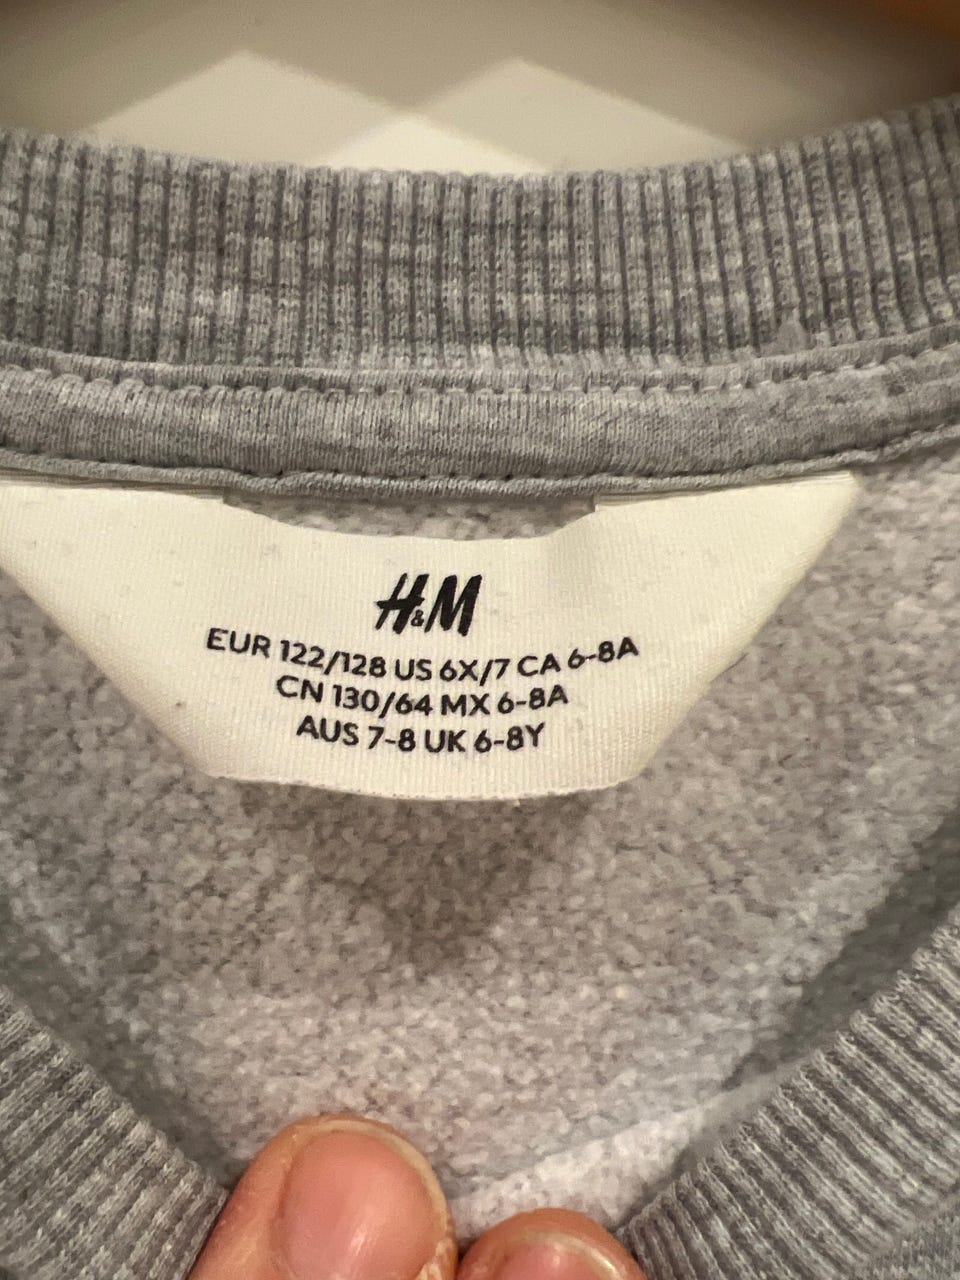 H&M
EUR 122/128 US 6X/7 CA 6-8A
CN 130/64 MX 6-8A
AUS 7-8 UK 6-8Y